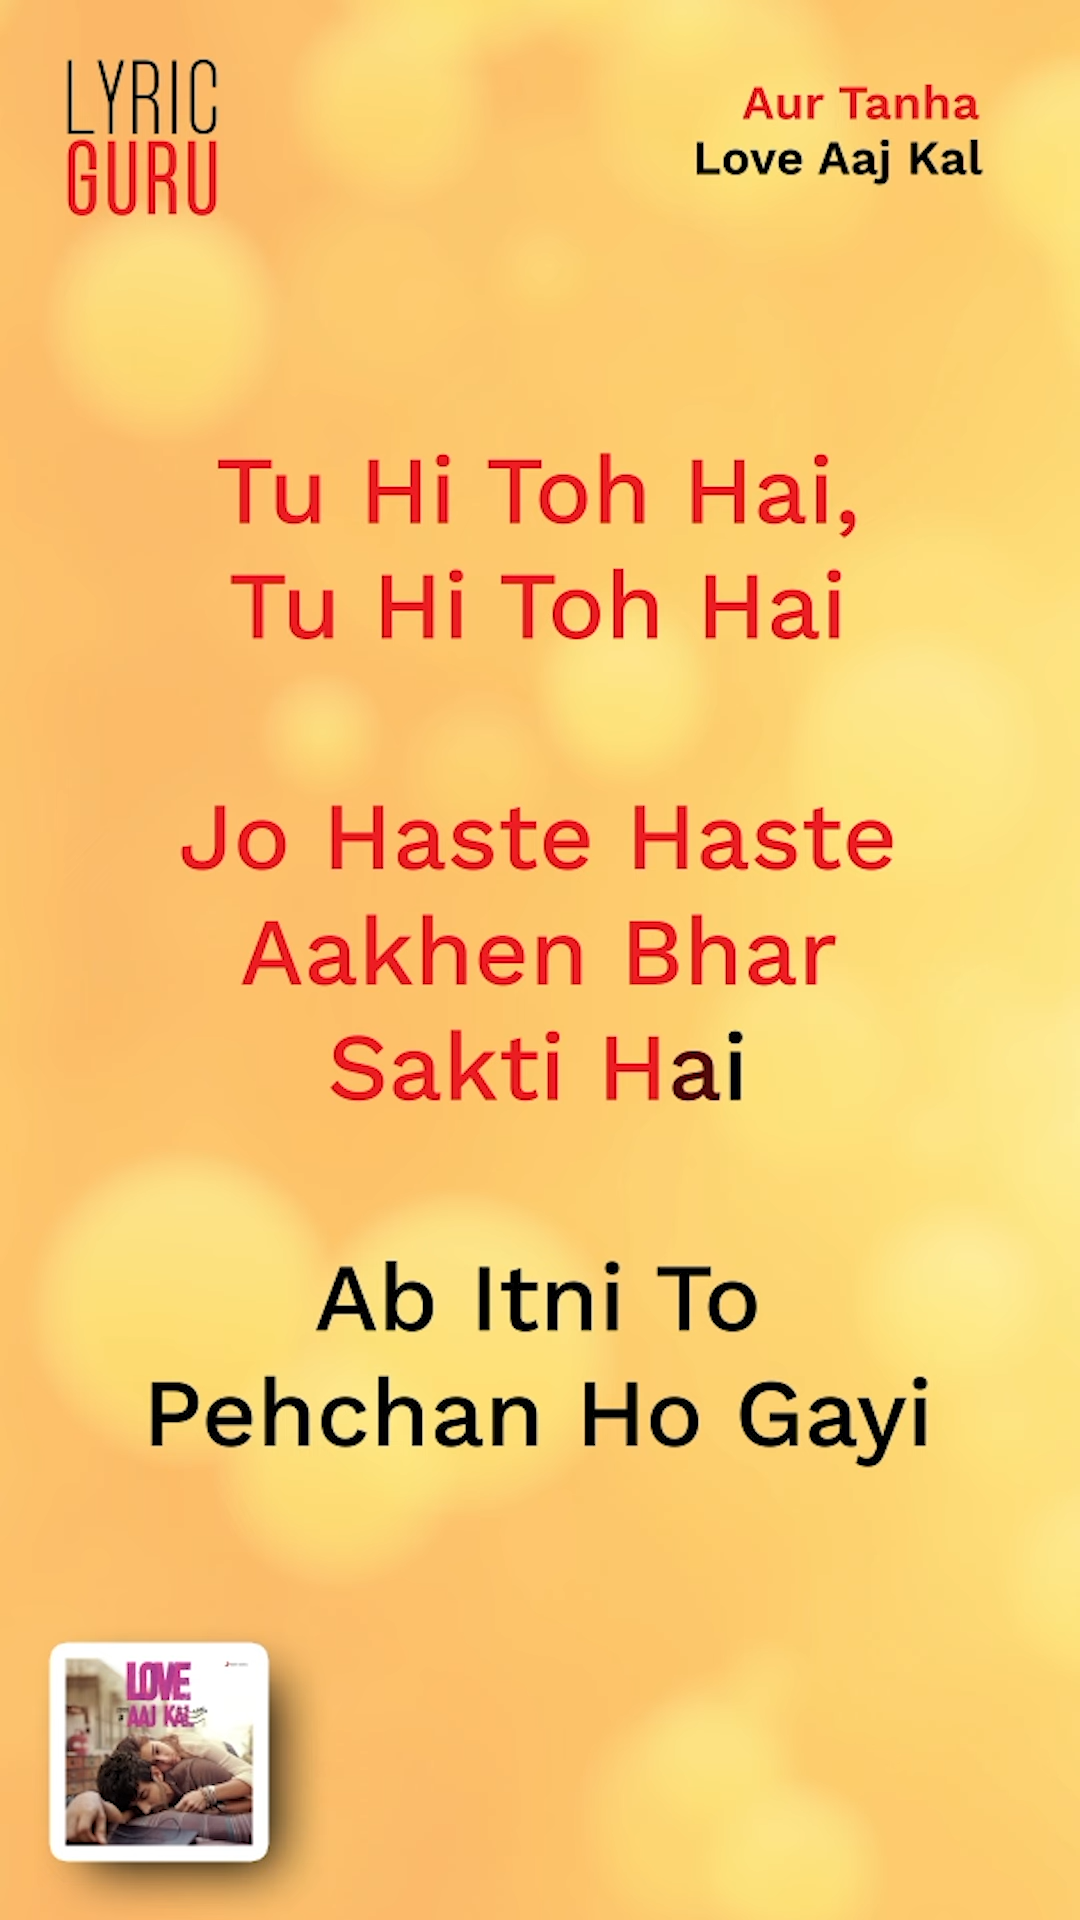 LYRIC
GURU
Aur Tanha
Love Aaj Kal
Tu Hi Toh Hai,
Tu Hi Toh Hai
Jo Haste Haste
Aakhen Bhar
Sakti Hai
Ab Itni To
Pehchan Ho Gayi
LOVE
AAJ KAL